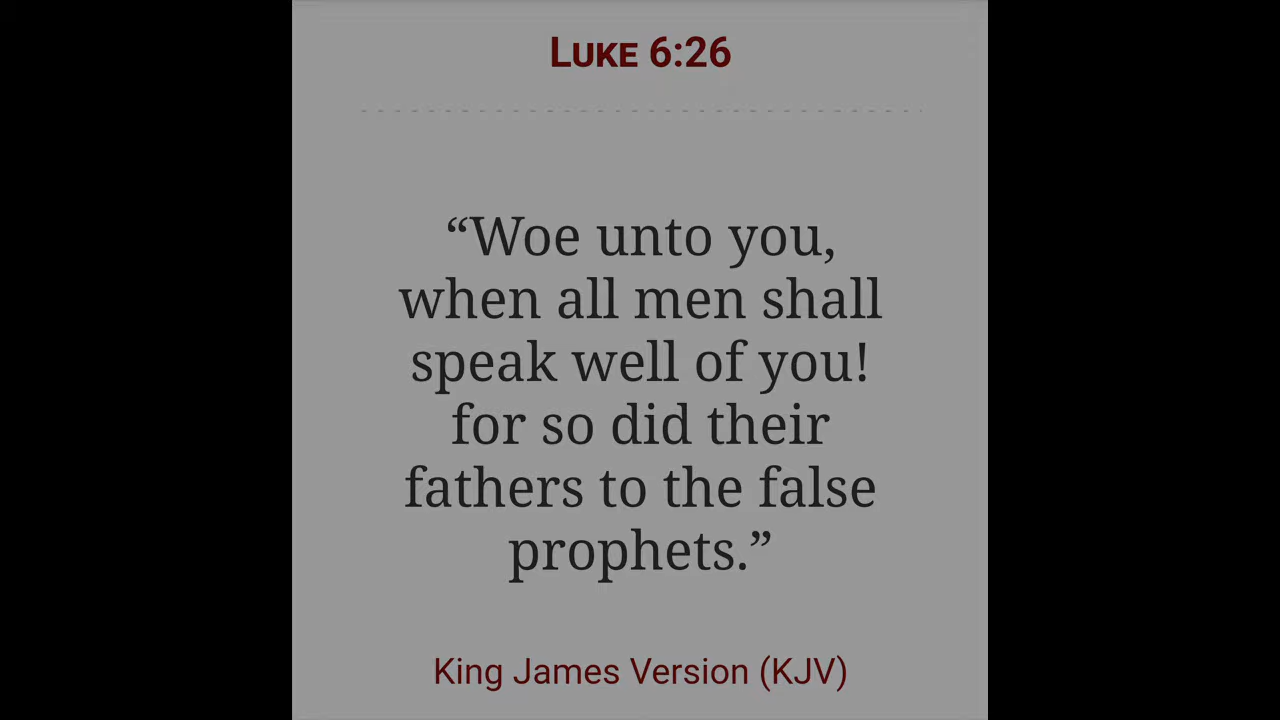 LUKE 6:26
“Woe unto you,
when all men shall
speak well of you!
for so did their
fathers to the false
prophets.”
King James Version (KJV)